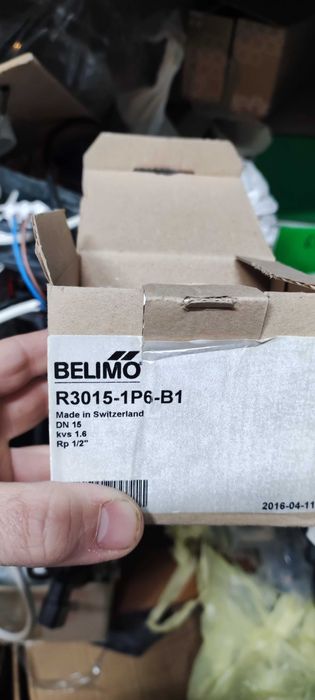 BELIMO
R3015-1P6-B1
Made in Switzerland
DN 15
kvs 1.6
Rp 1/2"
2016-04-11